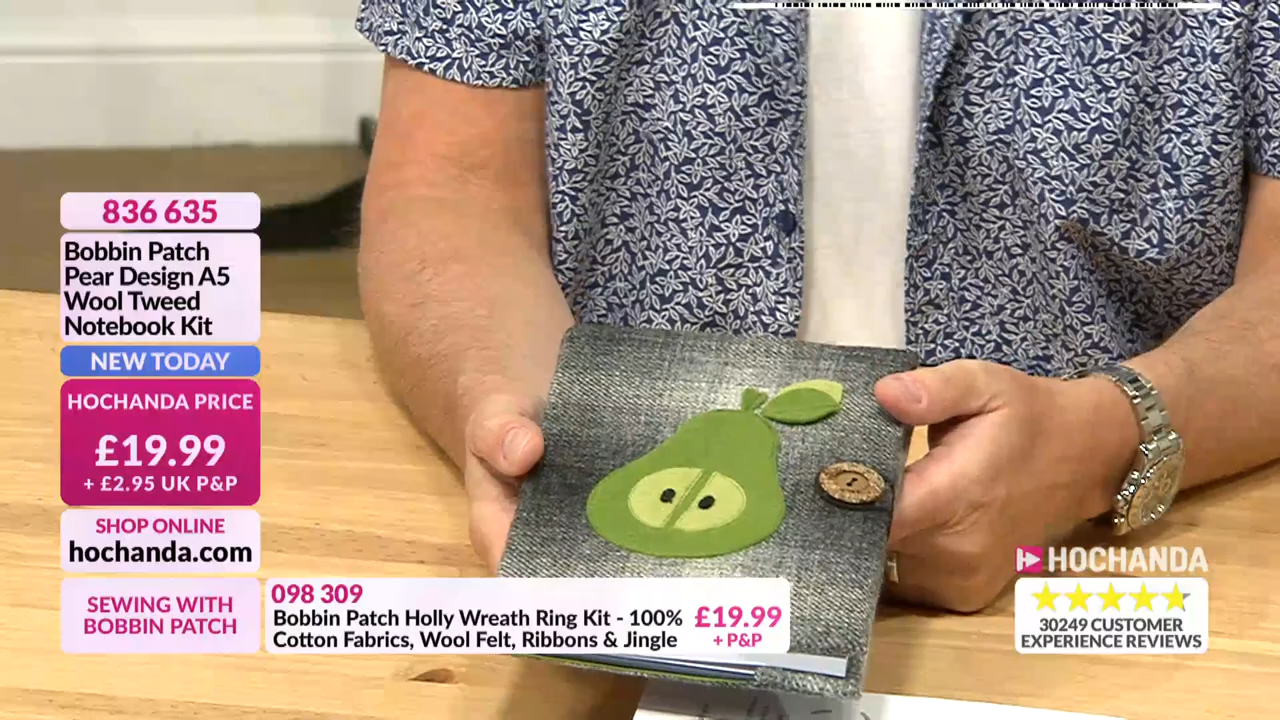 836 635
Bobbin Patch
Pear Design A5
Wool Tweed
Notebook Kit
NEW TODAY
HOCHANDA PRICE
£19.99
+ £2.95 UK P&P
SHOP ONLINE
hochanda.com
SEWING WITH
BOBBIN PATCH
098 309
Bobbin Patch Holly Wreath Ring Kit - 100%
Cotton Fabrics, Wool Felt, Ribbons & Jingle
£19.99
+ P&P
HOCHANDA
30249 CUSTOMER
EXPERIENCE REVIEWS